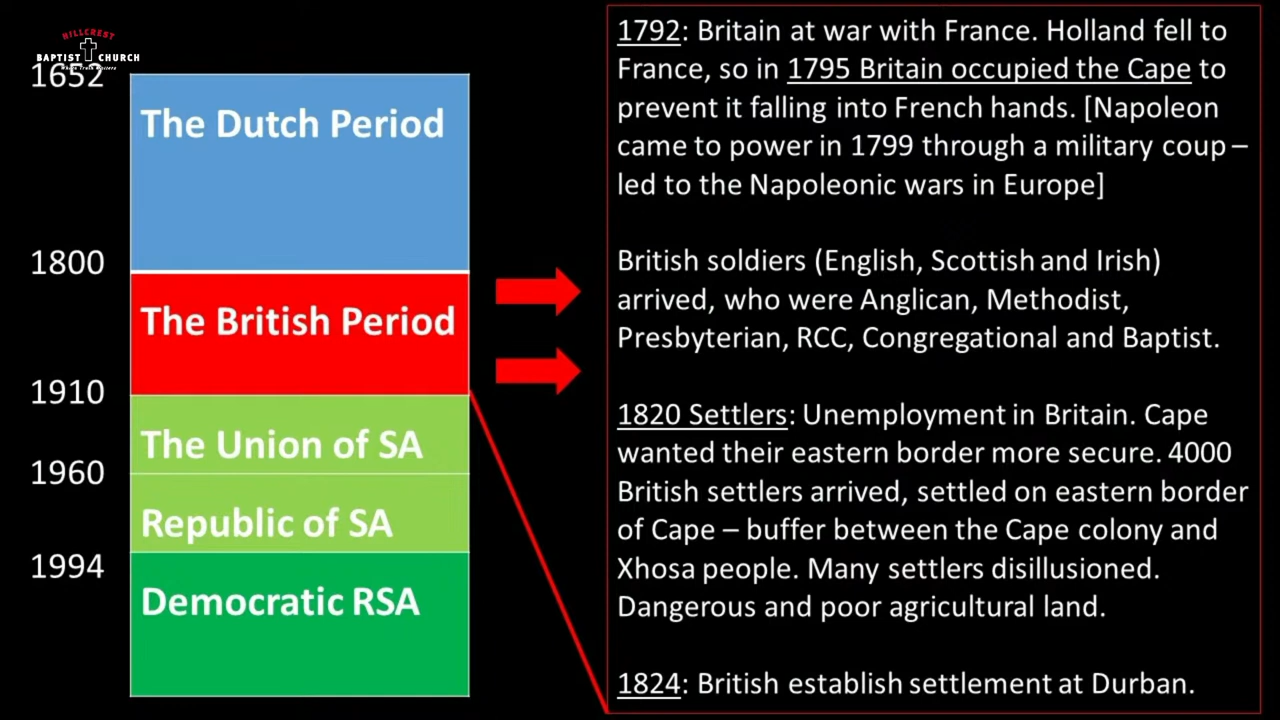 HILLCREST
BAPTIST CHURCH
1652
The Dutch Period
1800
The British Period
1910
The Union of SA
1960
Republic of SA
1994
Democratic RSA
1792: Britain at war with France. Holland fell to
France, so in 1795 Britain occupied the Cape to
prevent it falling into French hands. [Napoleon
came to power in 1799 through a military coup –
led to the Napoleonic wars in Europe]
British soldiers (English, Scottish and Irish)
arrived, who were Anglican, Methodist,
Presbyterian, RCC, Congregational and Baptist.
1820 Settlers: Unemployment in Britain. Cape
wanted their eastern border more secure. 4000
British settlers arrived, settled on eastern border
of Cape – buffer between the Cape colony and
Xhosa people. Many settlers disillusioned.
Dangerous and poor agricultural land.
1824: British establish settlement at Durban.